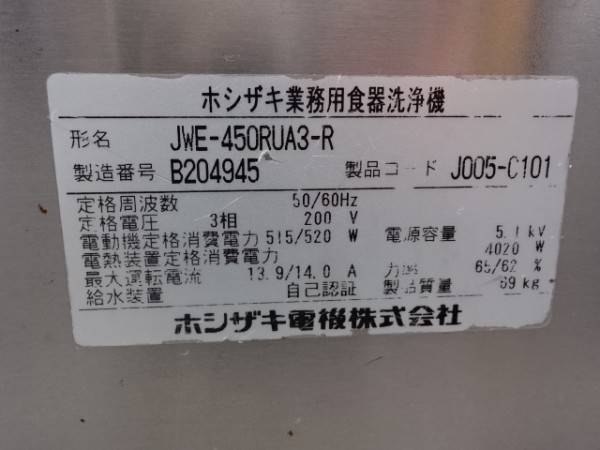 ホシザキ業務用食器洗浄機
形名 JWE-450RUA3-R
製造番号 B204945 製品コード J005-C101
定格周波数 50/60Hz
定格電圧 3相 200 V
電動機定格消費電力 515/520 W 電源容量 5.1 kV
電熱装置定格消費電力 4020 W
最大運転電流 13.9/14.0 A 力率 65/62 %
給水装置 自己認証 製品質量 69 kg
ホシザキ電機株式会社